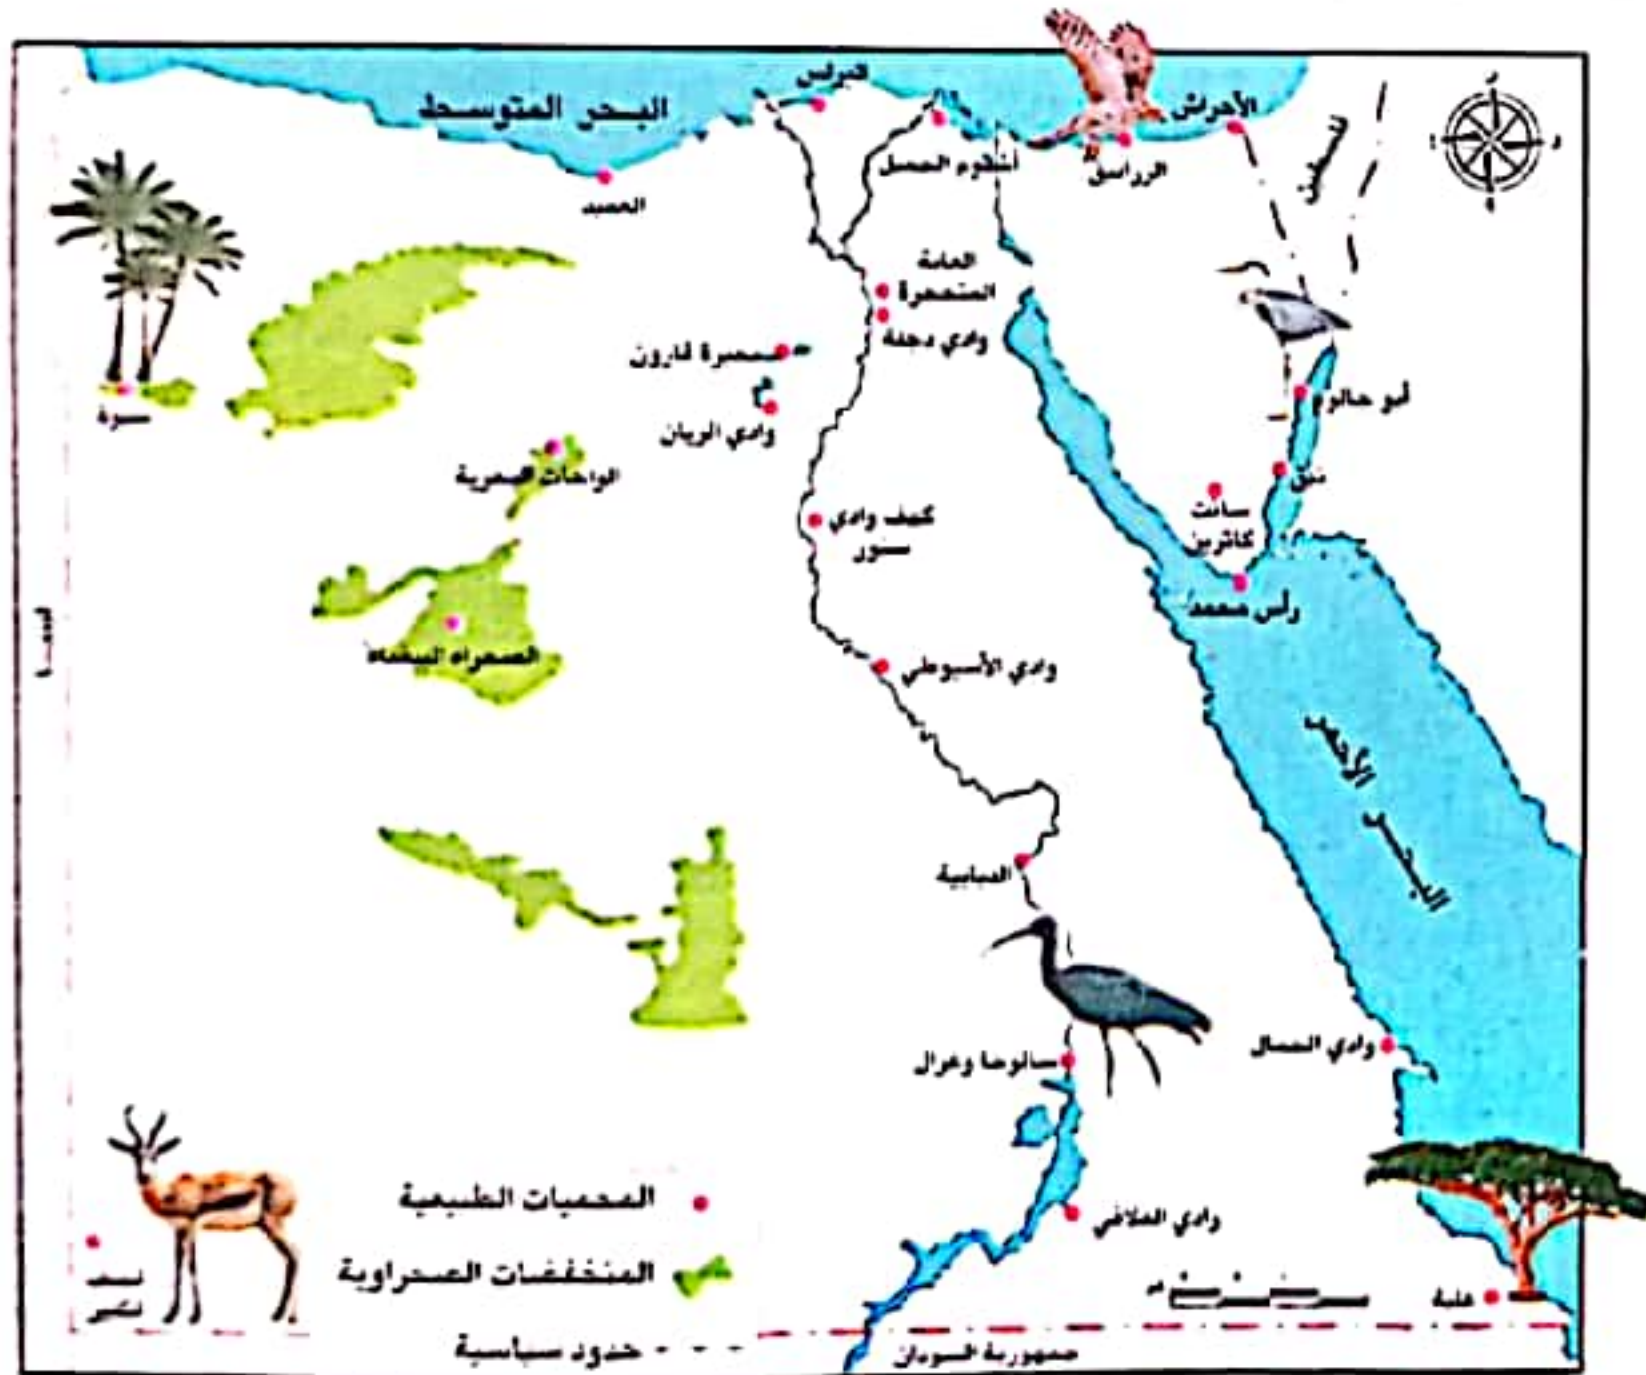 البرلس
الأحراش
البحر المتوسط
فلسطين
أشتوم الجميل
الزرانيق
العميد
الغابة
المتحجرة
وادي دجلة
بحيرة قارون
سيوة
أبو جالوم
وادي الريان
الواحات البحرية
سانت
كاترين
كهف وادي
سنور
رأس محمد
ليبيا
الصحراء البيضاء
وادي الأسيوطي
البحر الأحمر
الدبابية
وادي الجمال
سالوجا وغزال
المحميات الطبيعية
وادي العلاقي
المنخفضات الصحراوية
علبة
حدود سياسية
جمهورية السودان